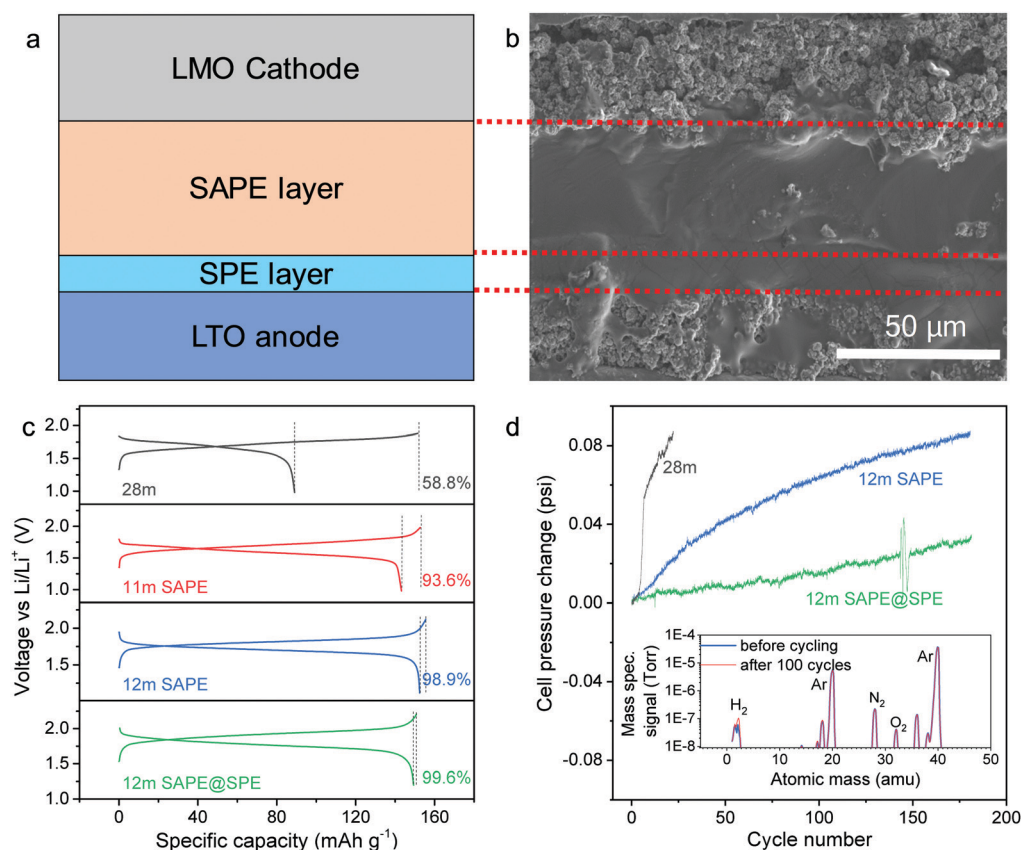 a
LMO Cathode
SAPE layer
SPE layer
LTO anode
b
50 µm
c
Voltage vs Li/Li⁺ (V)
2.0
1.5
1.0
28m
58.8%
2.0
1.5
1.0
11m SAPE
93.6%
2.0
1.5
12m SAPE
98.9%
2.0
1.5
1.0
12m SAPE@SPE
99.6%
0
40
80
120
160
Specific capacity (mAh g⁻¹)
d
Cell pressure change (psi)
0.08
0.04
0.00
-0.04
-0.08
28m
12m SAPE
12m SAPE@SPE
Mass spec.
signal (Torr)
1E-4
1E-5
1E-6
1E-7
1E-8
before cycling
after 100 cycles
H₂
Ar
N₂
O₂
Ar
0
10
20
30
40
50
Atomic mass (amu)
0
50
100
150
200
Cycle number